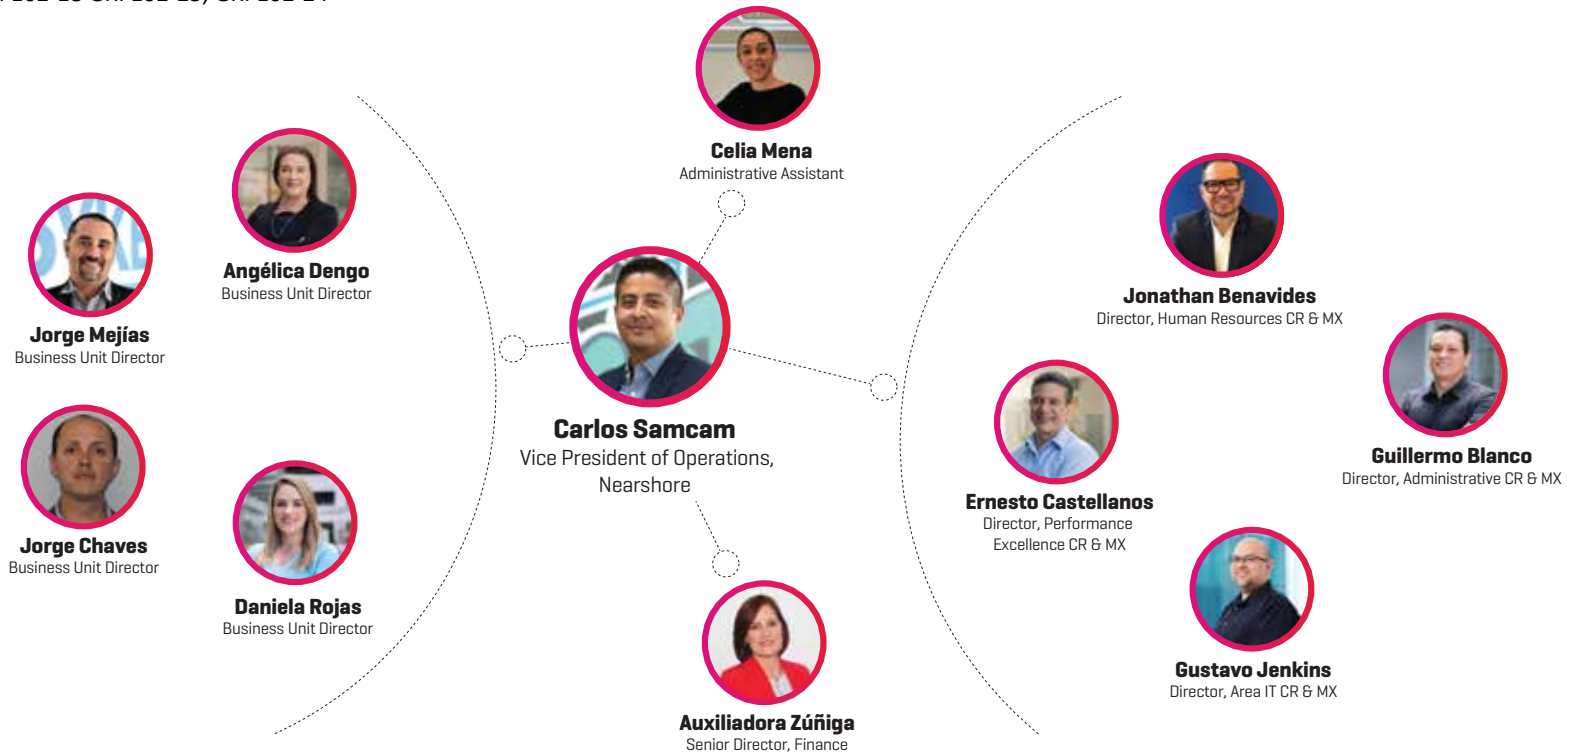 Celia Mena
Administrative Assistant
Angélica Dengo
Business Unit Director
Jorge Mejías
Business Unit Director
Jorge Chaves
Business Unit Director
Daniela Rojas
Business Unit Director
Carlos Samcam
Vice President of Operations,
Nearshore
Auxiliadora Zúñiga
Senior Director, Finance
Jonathan Benavides
Director, Human Resources CR & MX
Guillermo Blanco
Director, Administrative CR & MX
Ernesto Castellanos
Director, Performance
Excellence CR & MX
Gustavo Jenkins
Director, Area IT CR & MX